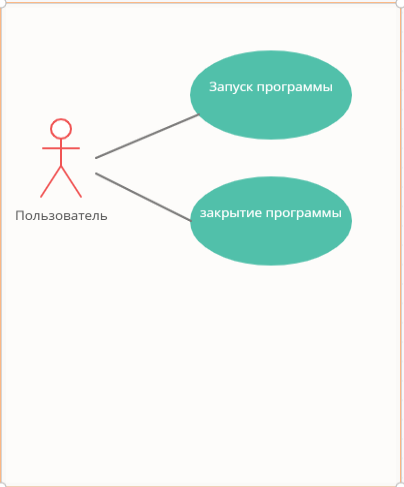 Запуск программы
Пользователь
закрытие программы